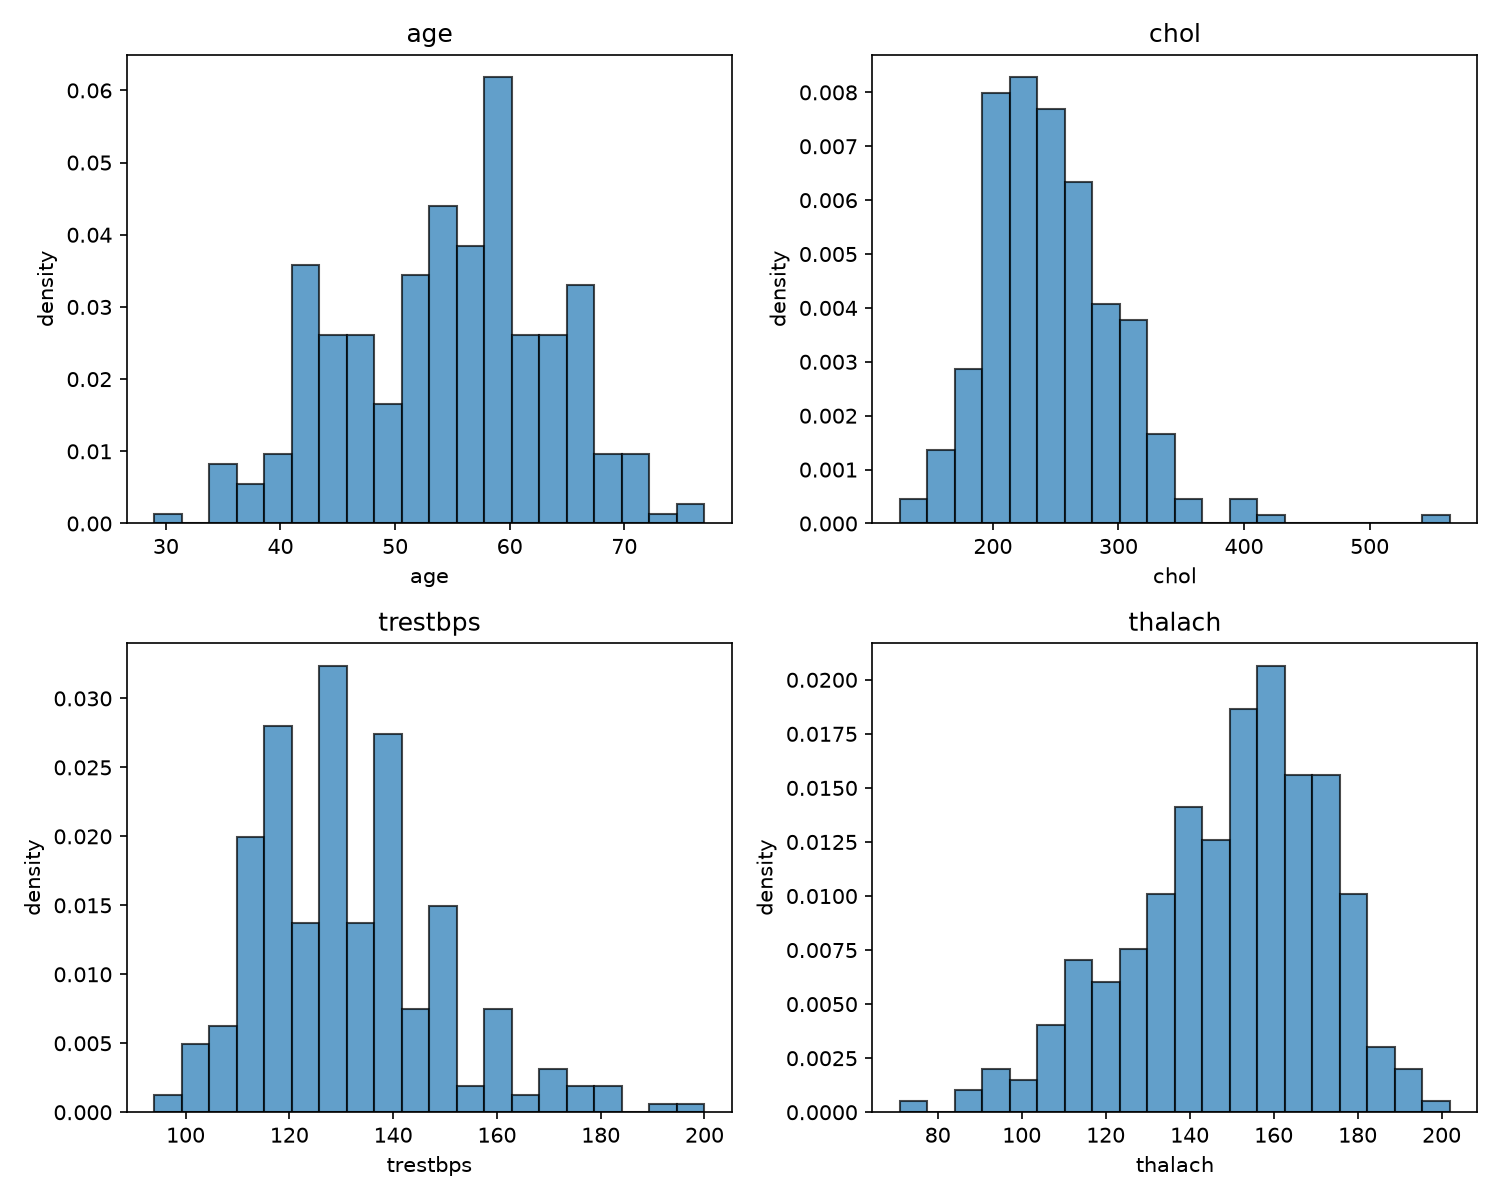 age
density
0.06
0.05
0.04
0.03
0.02
0.01
0.00
30 40 50 60 70
age
chol
density
0.008
0.007
0.006
0.005
0.004
0.003
0.002
0.001
0.000
200 300 400 500
chol
trestbps
density
0.030
0.025
0.020
0.015
0.010
0.005
0.000
100 120 140 160 180 200
trestbps
thalach
density
0.0200
0.0175
0.0150
0.0125
0.0100
0.0075
0.0050
0.0025
0.0000
80 100 120 140 160 180 200
thalach